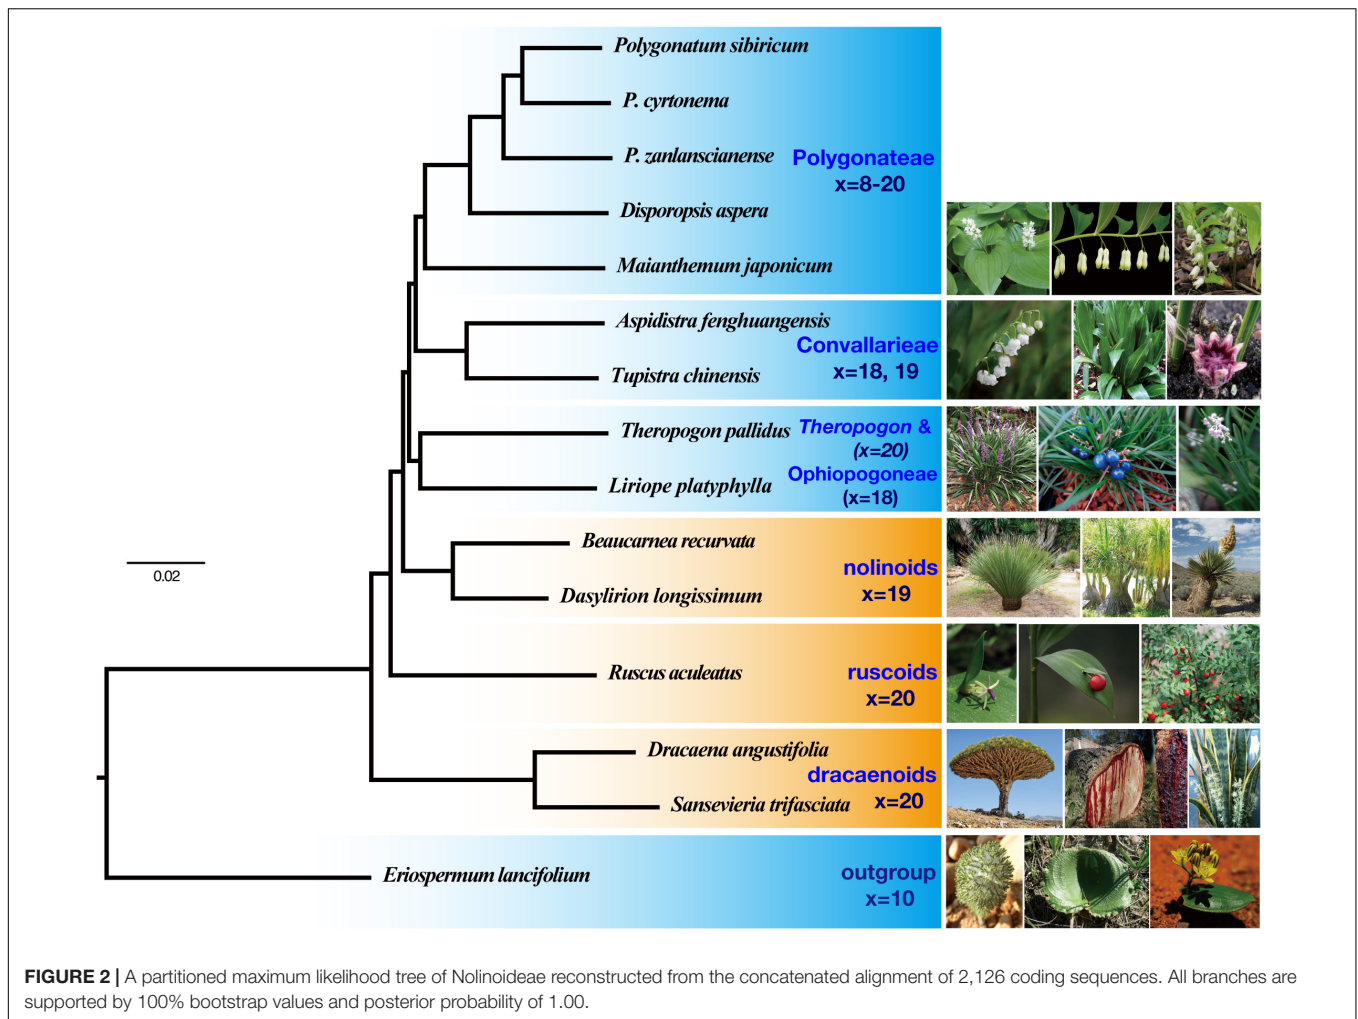 Polygonatum sibiricum
P. cyrtonema
P. zanlanscianense
Polygonateae
x=8-20
Disporopsis aspera
Maianthemum japonicum
Aspidistra fenghuangensis
Convallarieae
x=18, 19
Tupistra chinensis
Theropogon pallidus
Theropogon &
(x=20)
Ophiopogoneae
(x=18)
Liriope platyphylla
Beaucarnea recurvata
nolinoids
x=19
Dasylirion longissimum
0.02
Ruscus aculeatus
ruscoids
x=20
Dracaena angustifolia
dracaenoids
x=20
Sansevieria trifasciata
Eriospermum lancifolium
outgroup
x=10
FIGURE 2 | A partitioned maximum likelihood tree of Nolinoideae reconstructed from the concatenated alignment of 2,126 coding sequences. All branches are
supported by 100% bootstrap values and posterior probability of 1.00.